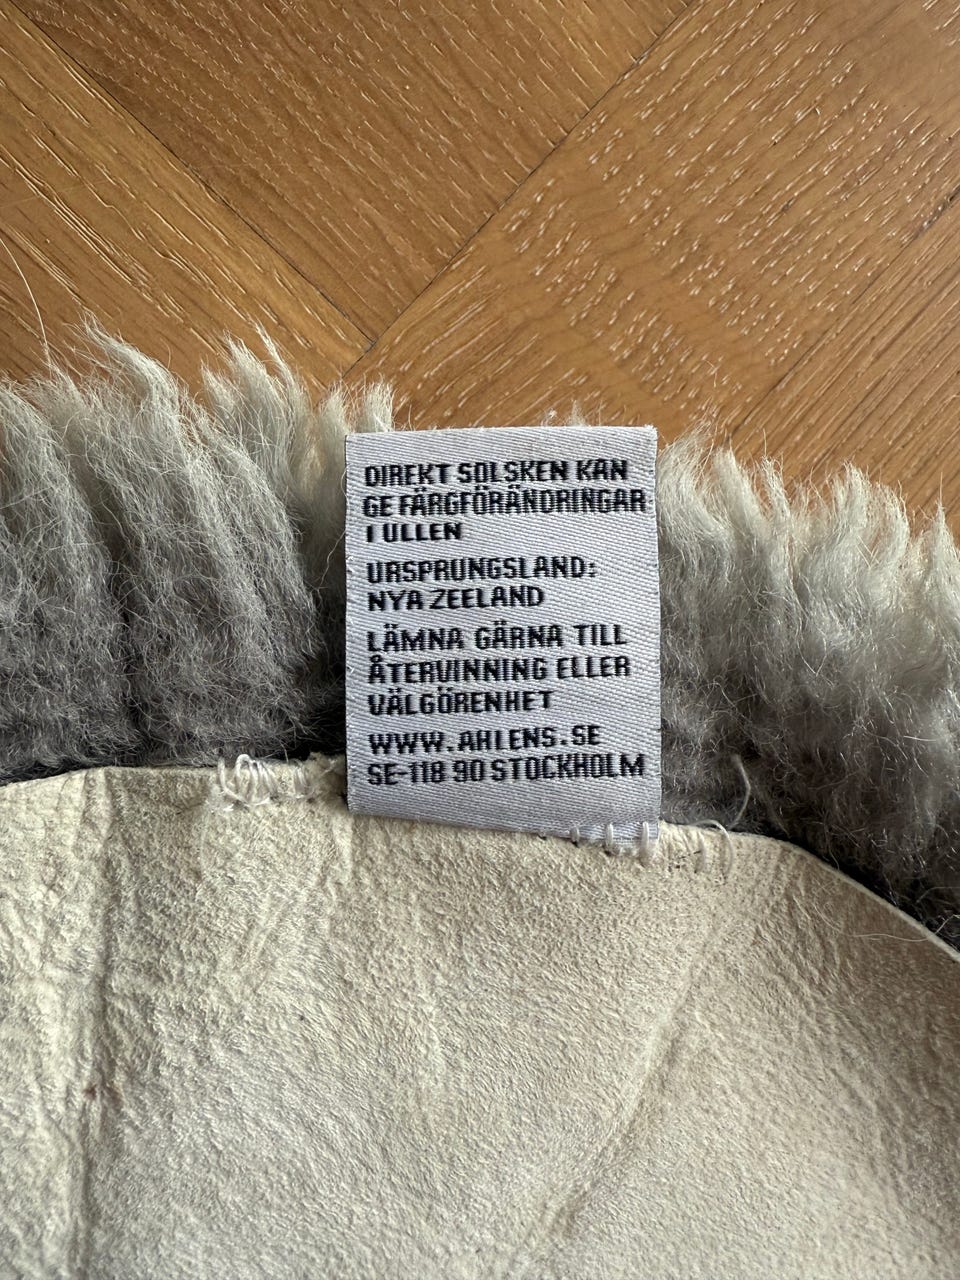 DIREKT SOLSKEN KAN
GE FÄRGFÖRÄNDRINGAR
I ULLEN
URSPRUNGSLAND:
NYA ZEELAND
LÄMNA GÄRNA TILL
ÅTERVINNING ELLER
VÄLGÖRENHET
WWW.AHLENS.SE
SE-118 90 STOCKHOLM